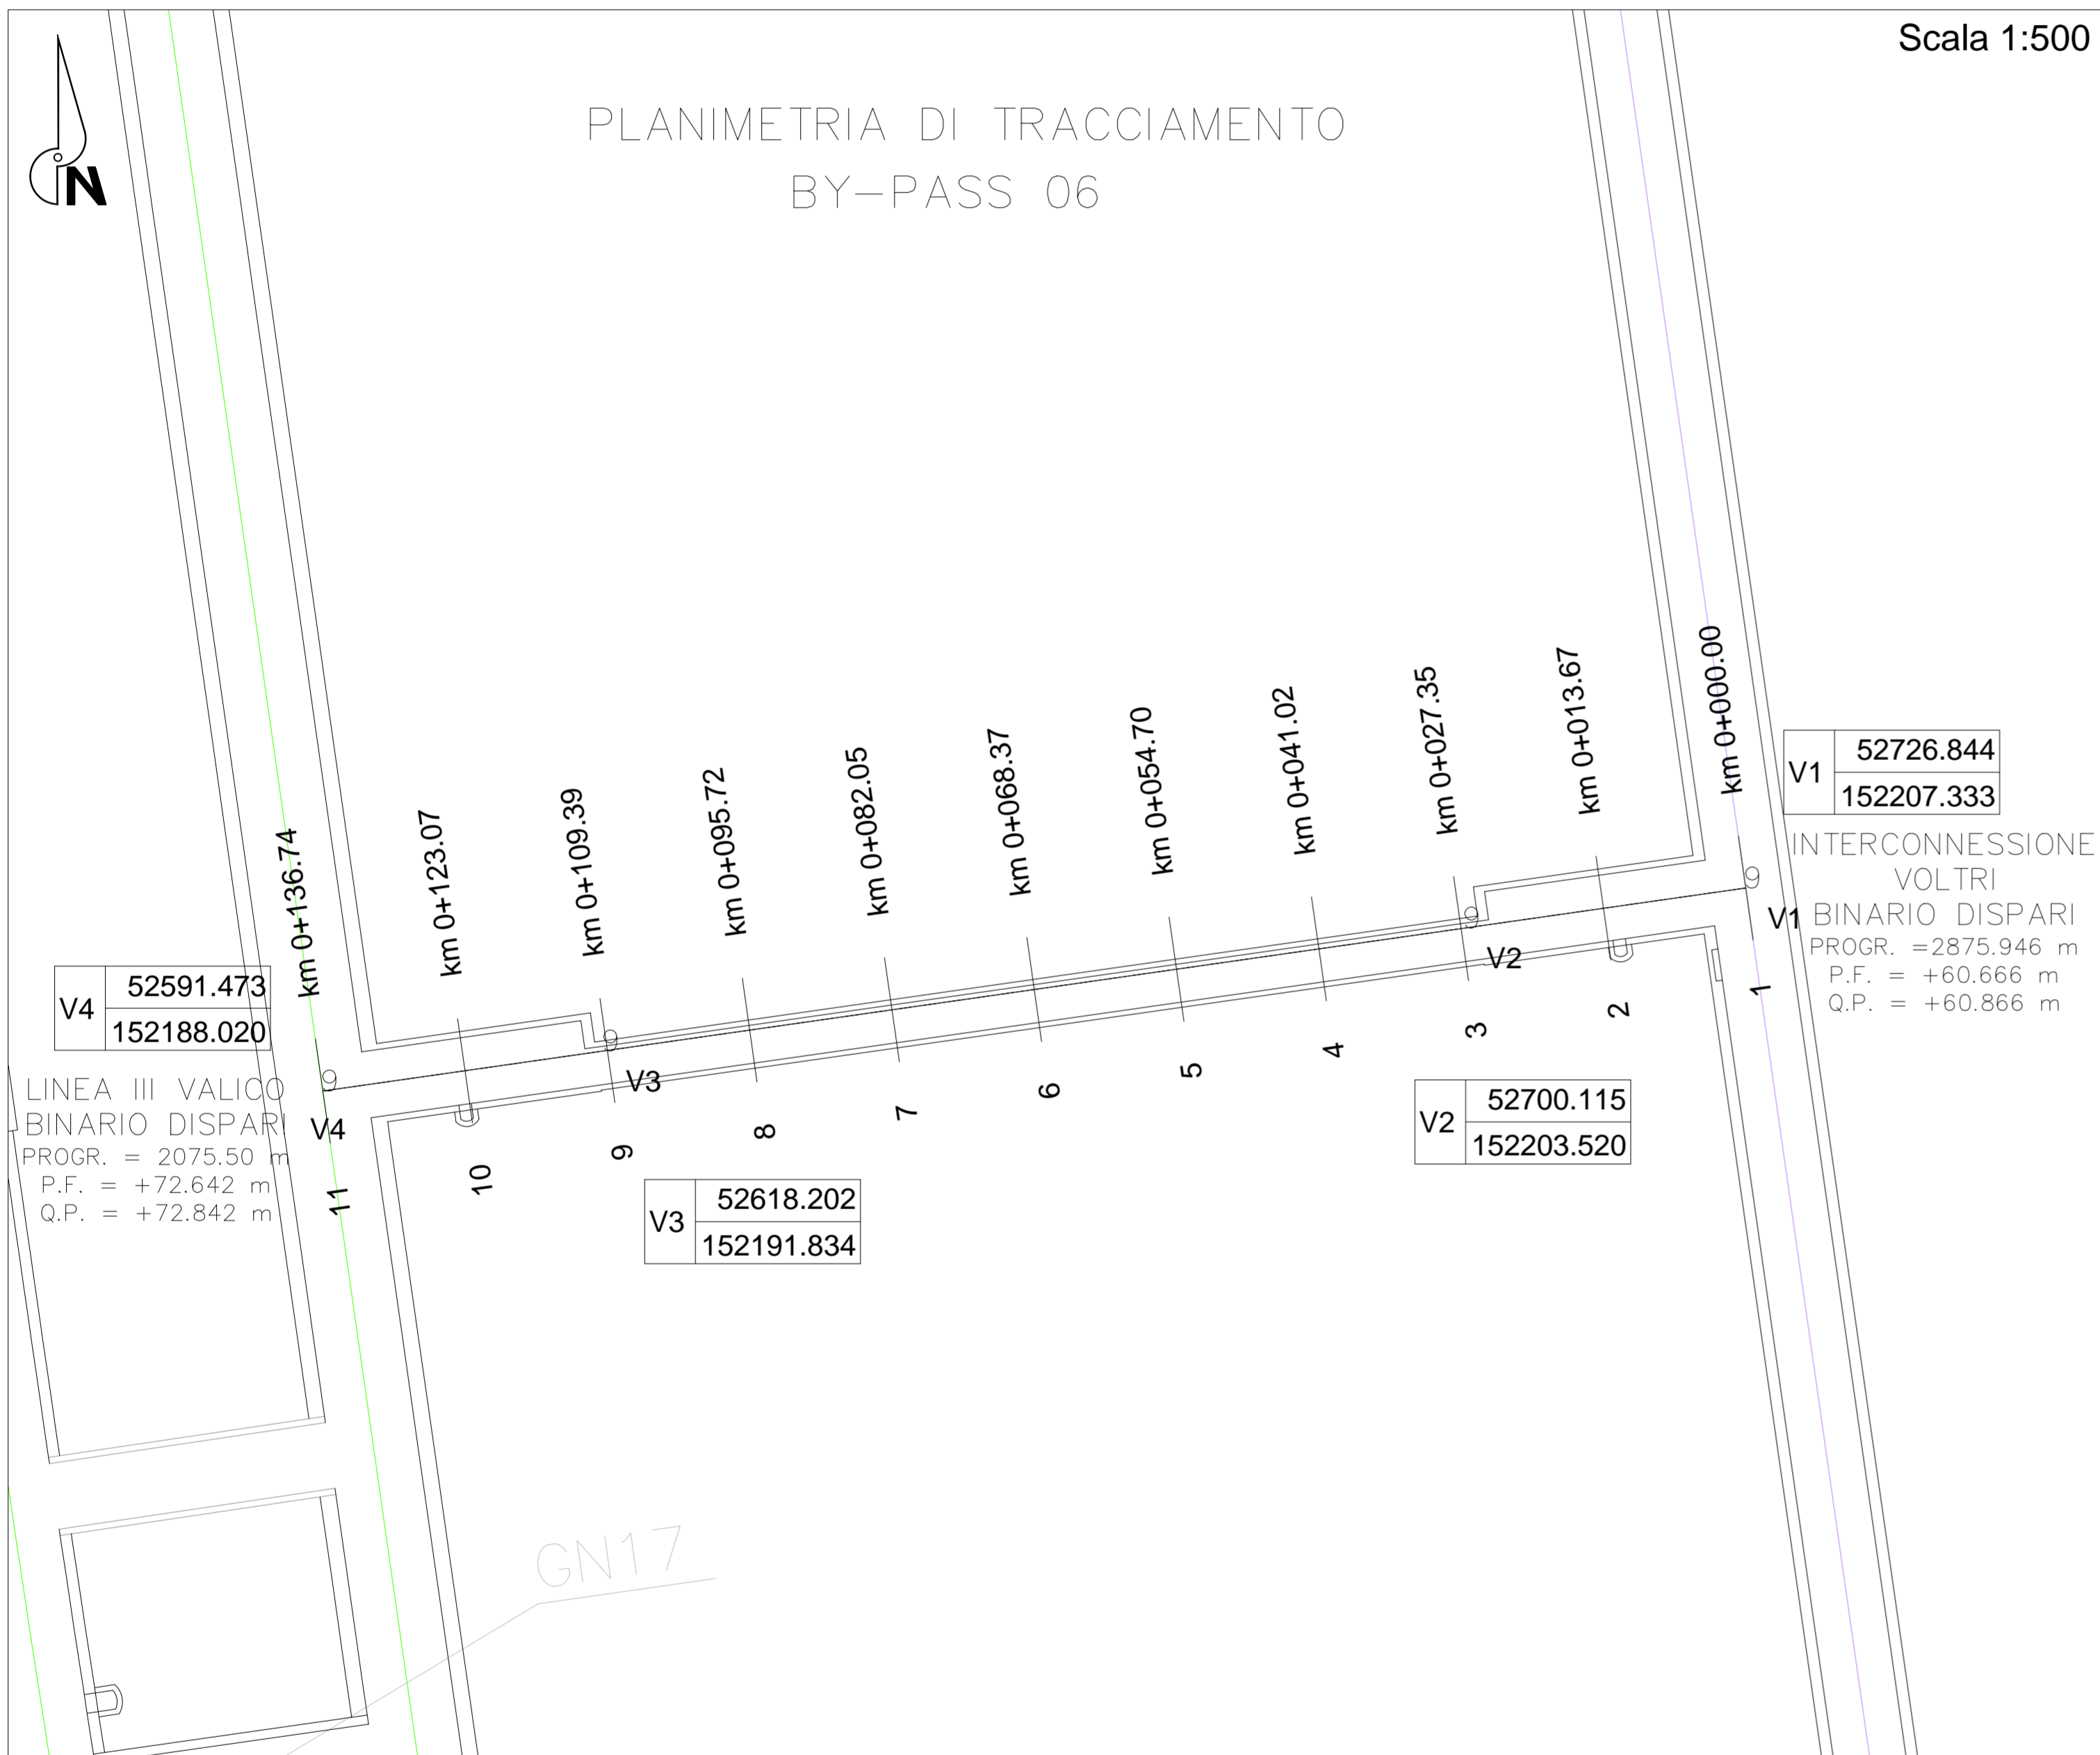 Scala 1:500
N
PLANIMETRIA DI TRACCIAMENTO
BY-PASS 06
km 0+136.74
km 0+123.07
km 0+109.39
km 0+095.72
km 0+082.05
km 0+068.37
km 0+054.70
km 0+041.02
km 0+027.35
km 0+013.67
km 0+000.00
V1
52726.844
152207.333
INTERCONNESSIONE
VOLTRI
BINARIO DISPARI
PROGR. =2875.946 m
P.F. = +60.666 m
Q.P. = +60.866 m
9
V1
9
V2
9
V3
9
V4
V4
52591.473
152188.020
LINEA III VALICO
BINARIO DISPARI
PROGR. = 2075.50 m
P.F. = +72.642 m
Q.P. = +72.842 m
11
10
9
8
7
6
5
4
3
2
1
V2
52700.115
152203.520
V3
52618.202
152191.834
GN17